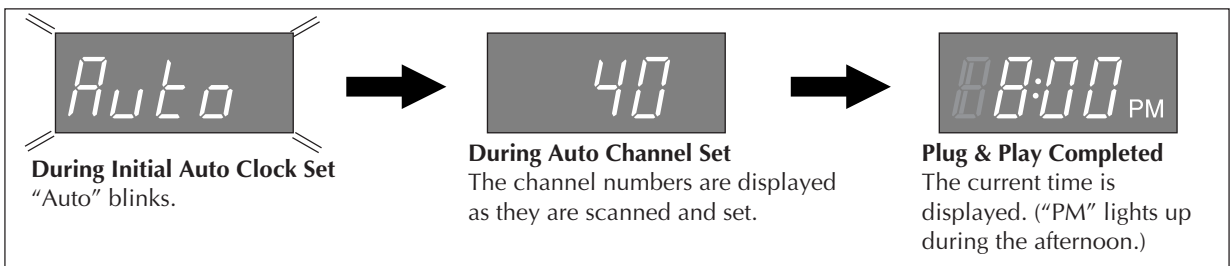 Auto
During Initial Auto Clock Set
“Auto” blinks.
40
During Auto Channel Set
The channel numbers are displayed
as they are scanned and set.
8:00 PM
Plug & Play Completed
The current time is
displayed. (“PM” lights up
during the afternoon.)